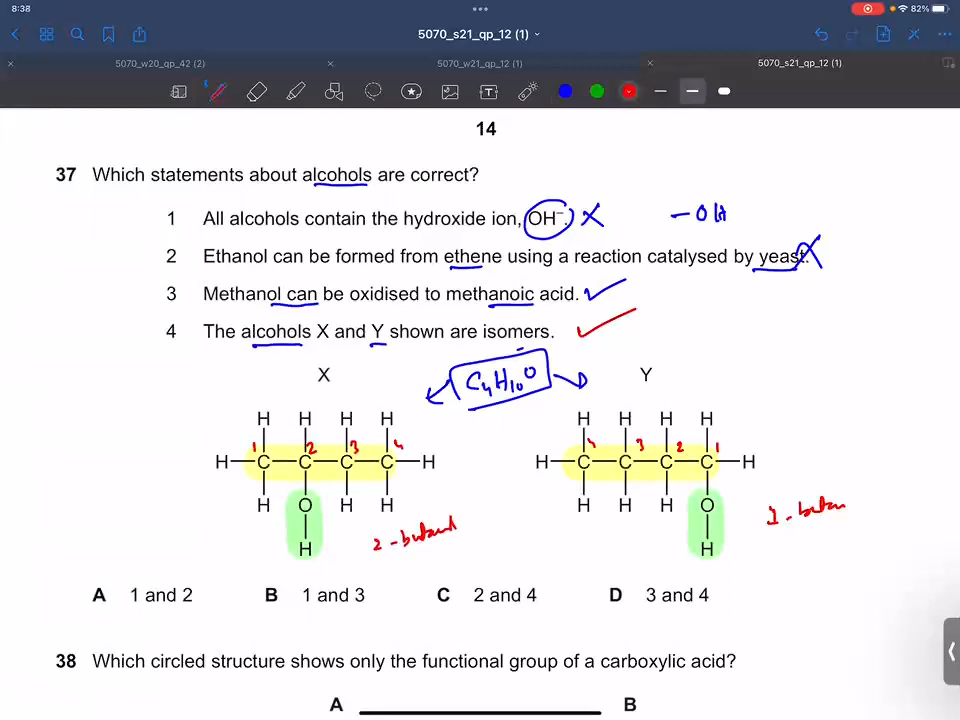 8:38
82%
5070_s21_qp_12 (1)
5070_w20_qp_42 (2)
5070_w21_qp_12 (1)
5070_s21_qp_12 (1)
14
37 Which statements about alcohols are correct?
1 All alcohols contain the hydroxide ion, OH⁻. X -OH
2 Ethanol can be formed from ethene using a reaction catalysed by yeast. X
3 Methanol can be oxidised to methanoic acid. ✓
4 The alcohols X and Y shown are isomers. ✓
X C₄H₁₀O Y
H H H H H H H H
1 2 3 4 4 3 2 1
H C C C C H H C C C C H
H O H H H H H O
2-butanol 1-butan
H H
A 1 and 2 B 1 and 3 C 2 and 4 D 3 and 4
38 Which circled structure shows only the functional group of a carboxylic acid?
A B